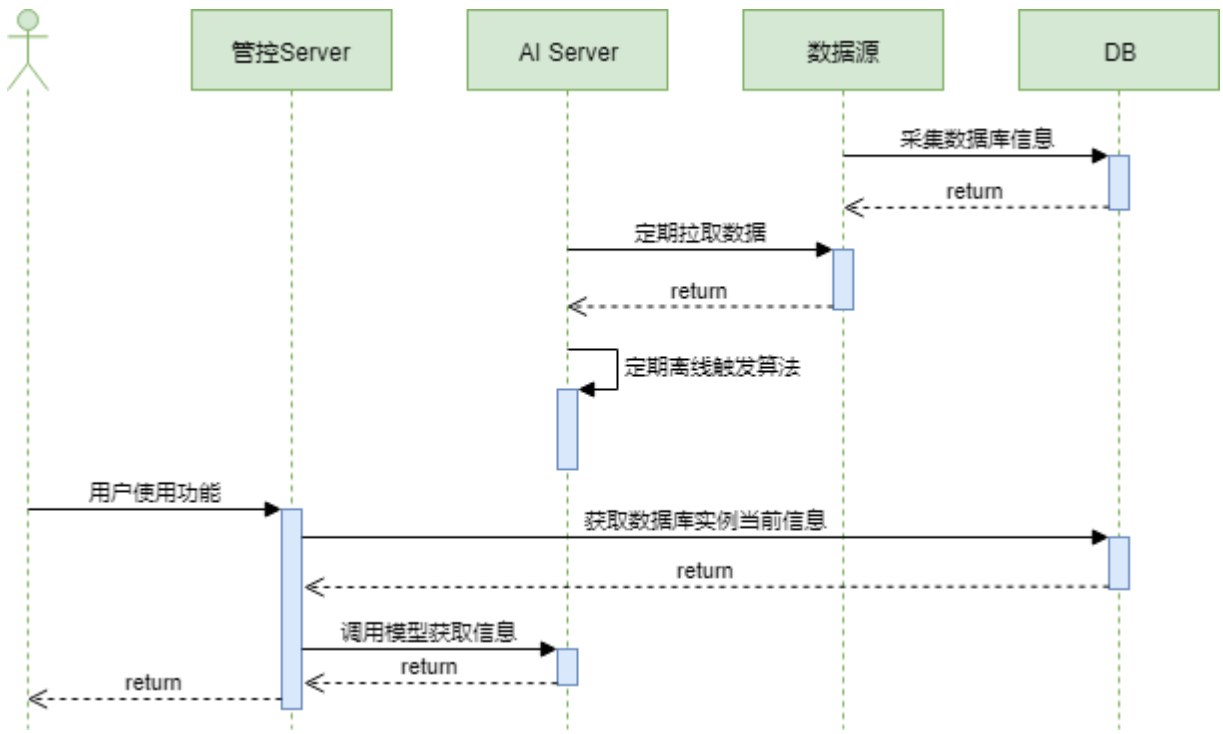 管控Server
AI Server
数据源
DB
采集数据库信息
return
定期拉取数据
return
定期离线触发算法
用户使用功能
获取数据库实例当前信息
return
调用模型获取信息
return
return